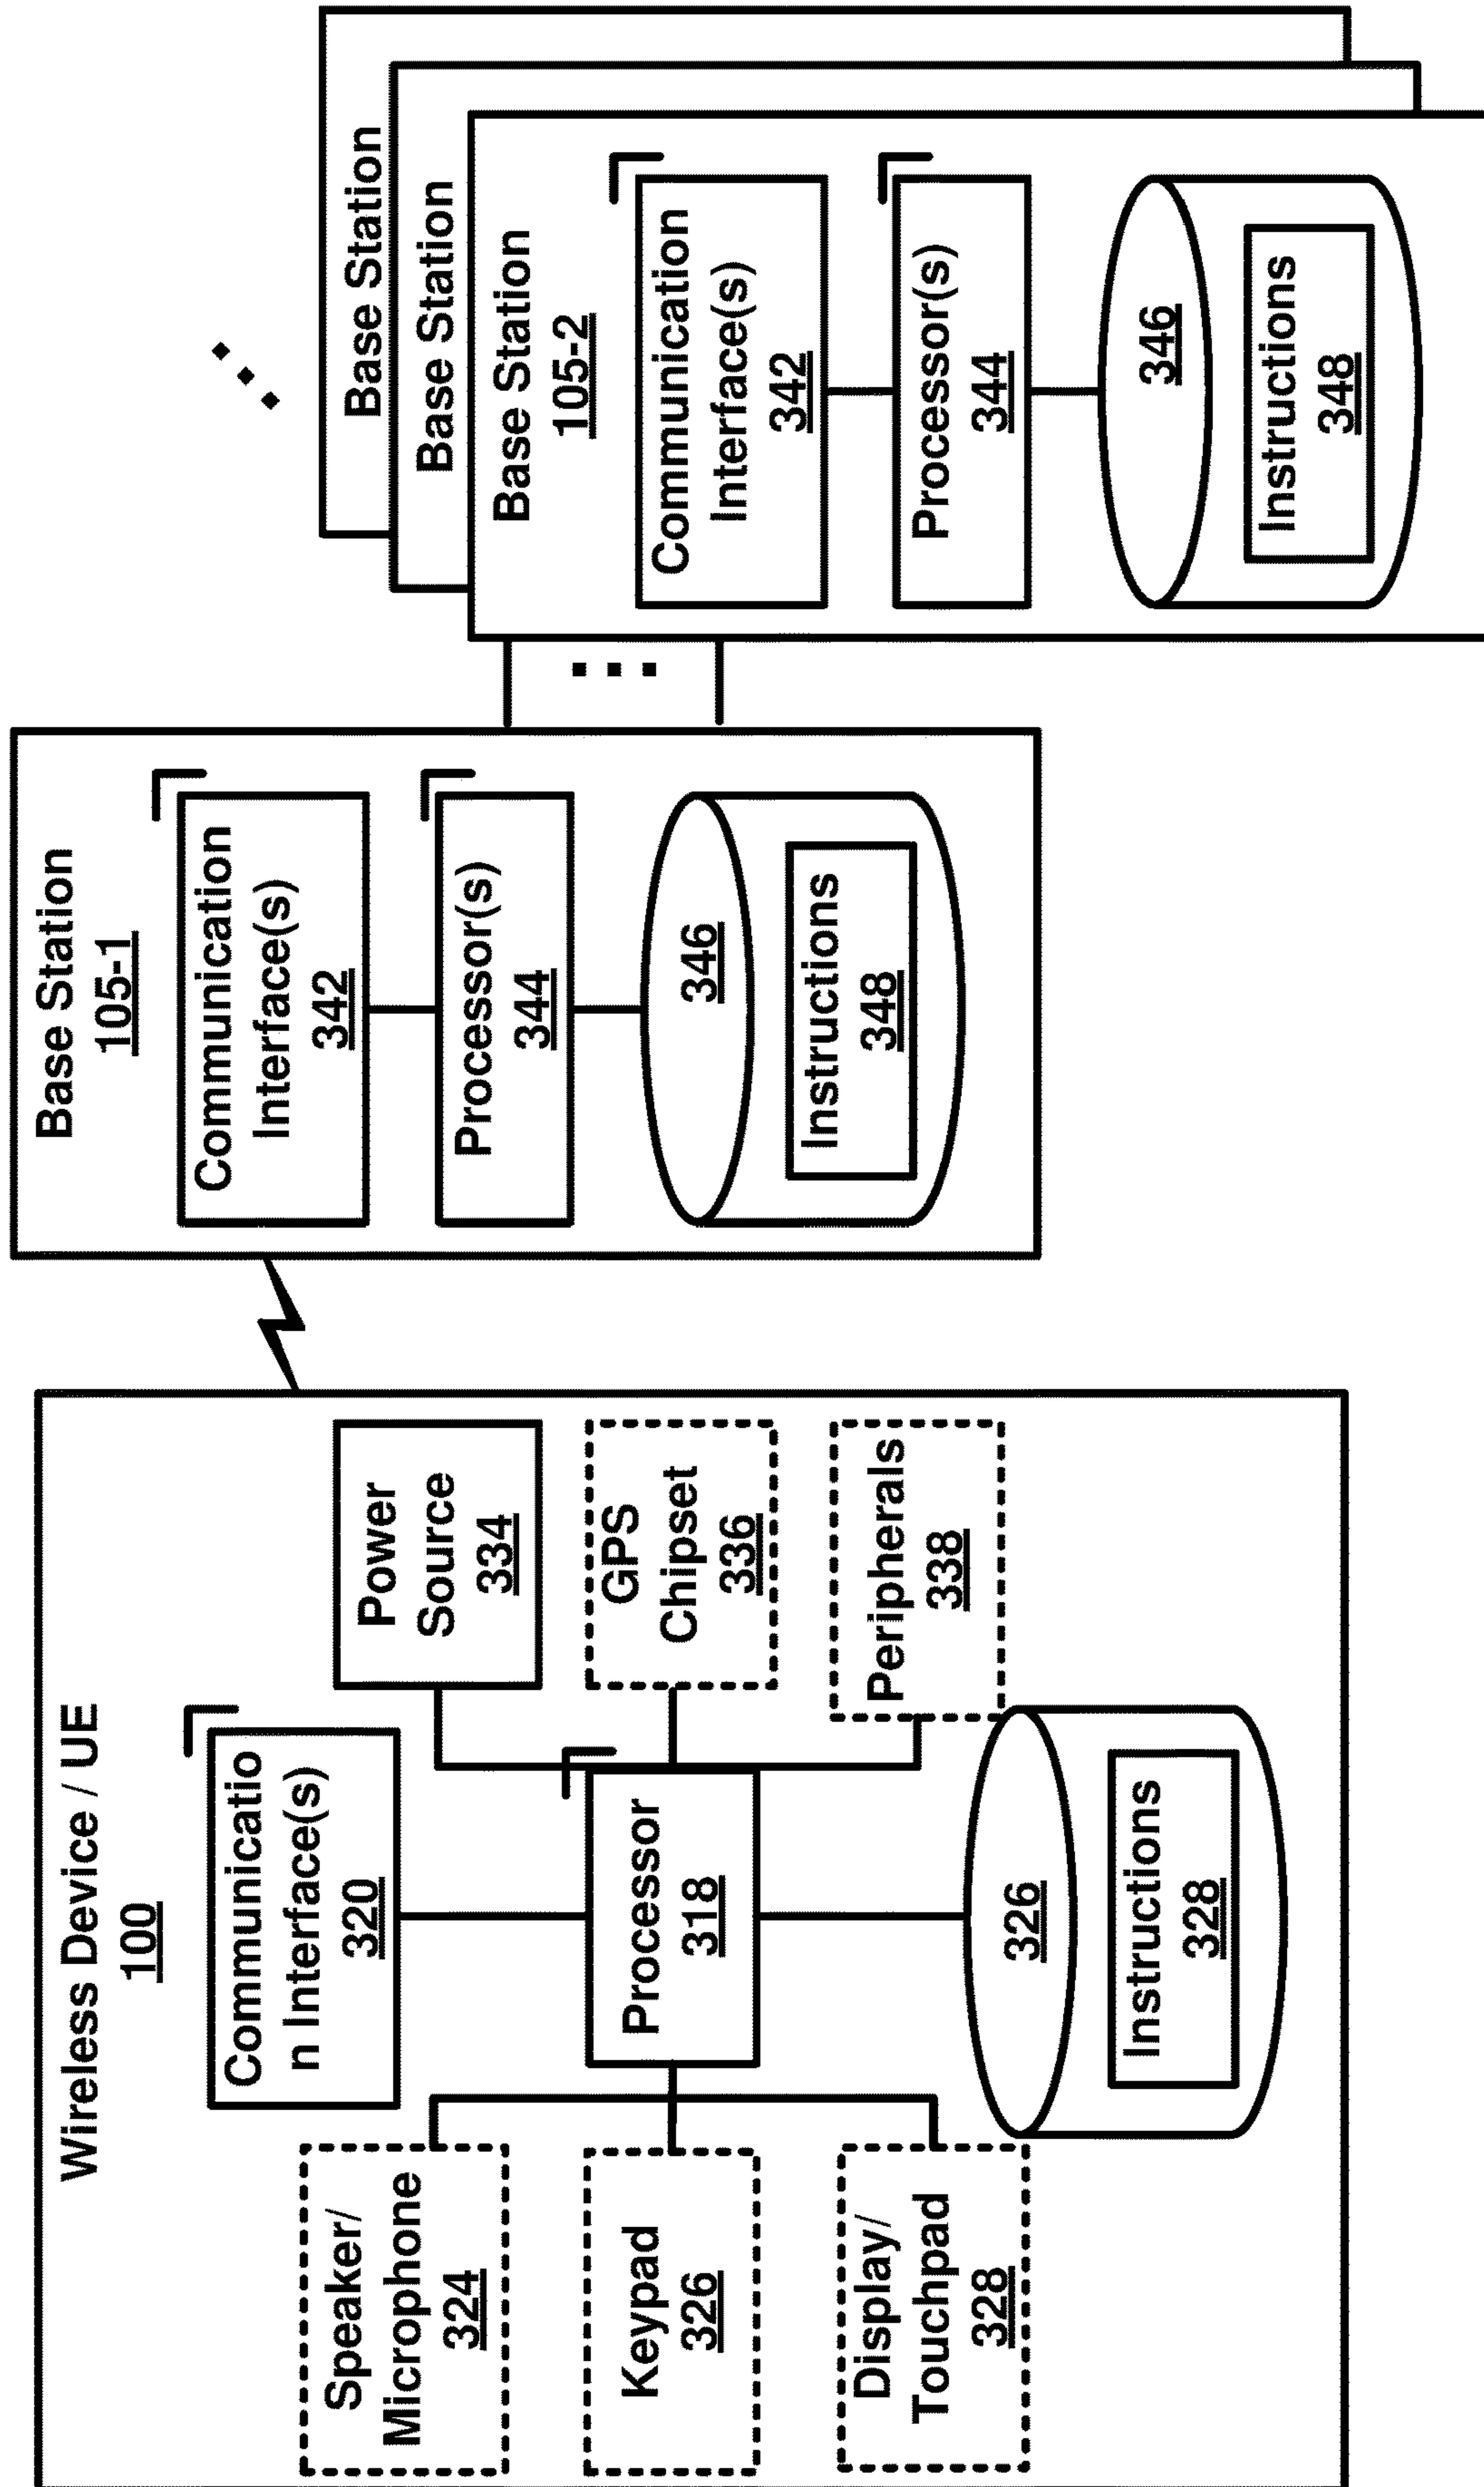 Wireless Device / UE
100
Communicatio
n Interface(s)
320
Speaker/
Microphone
324
Power
Source
334
Processor
318
Keypad
326
GPS
Chipset
336
Display/
Touchpad
328
Peripherals
338
326
Instructions
328
Base Station
105-1
Communication
Interface(s)
342
Processor(s)
344
346
Instructions
348
Base Station
Base Station
Base Station
105-2
Communication
Interface(s)
342
Processor(s)
344
346
Instructions
348